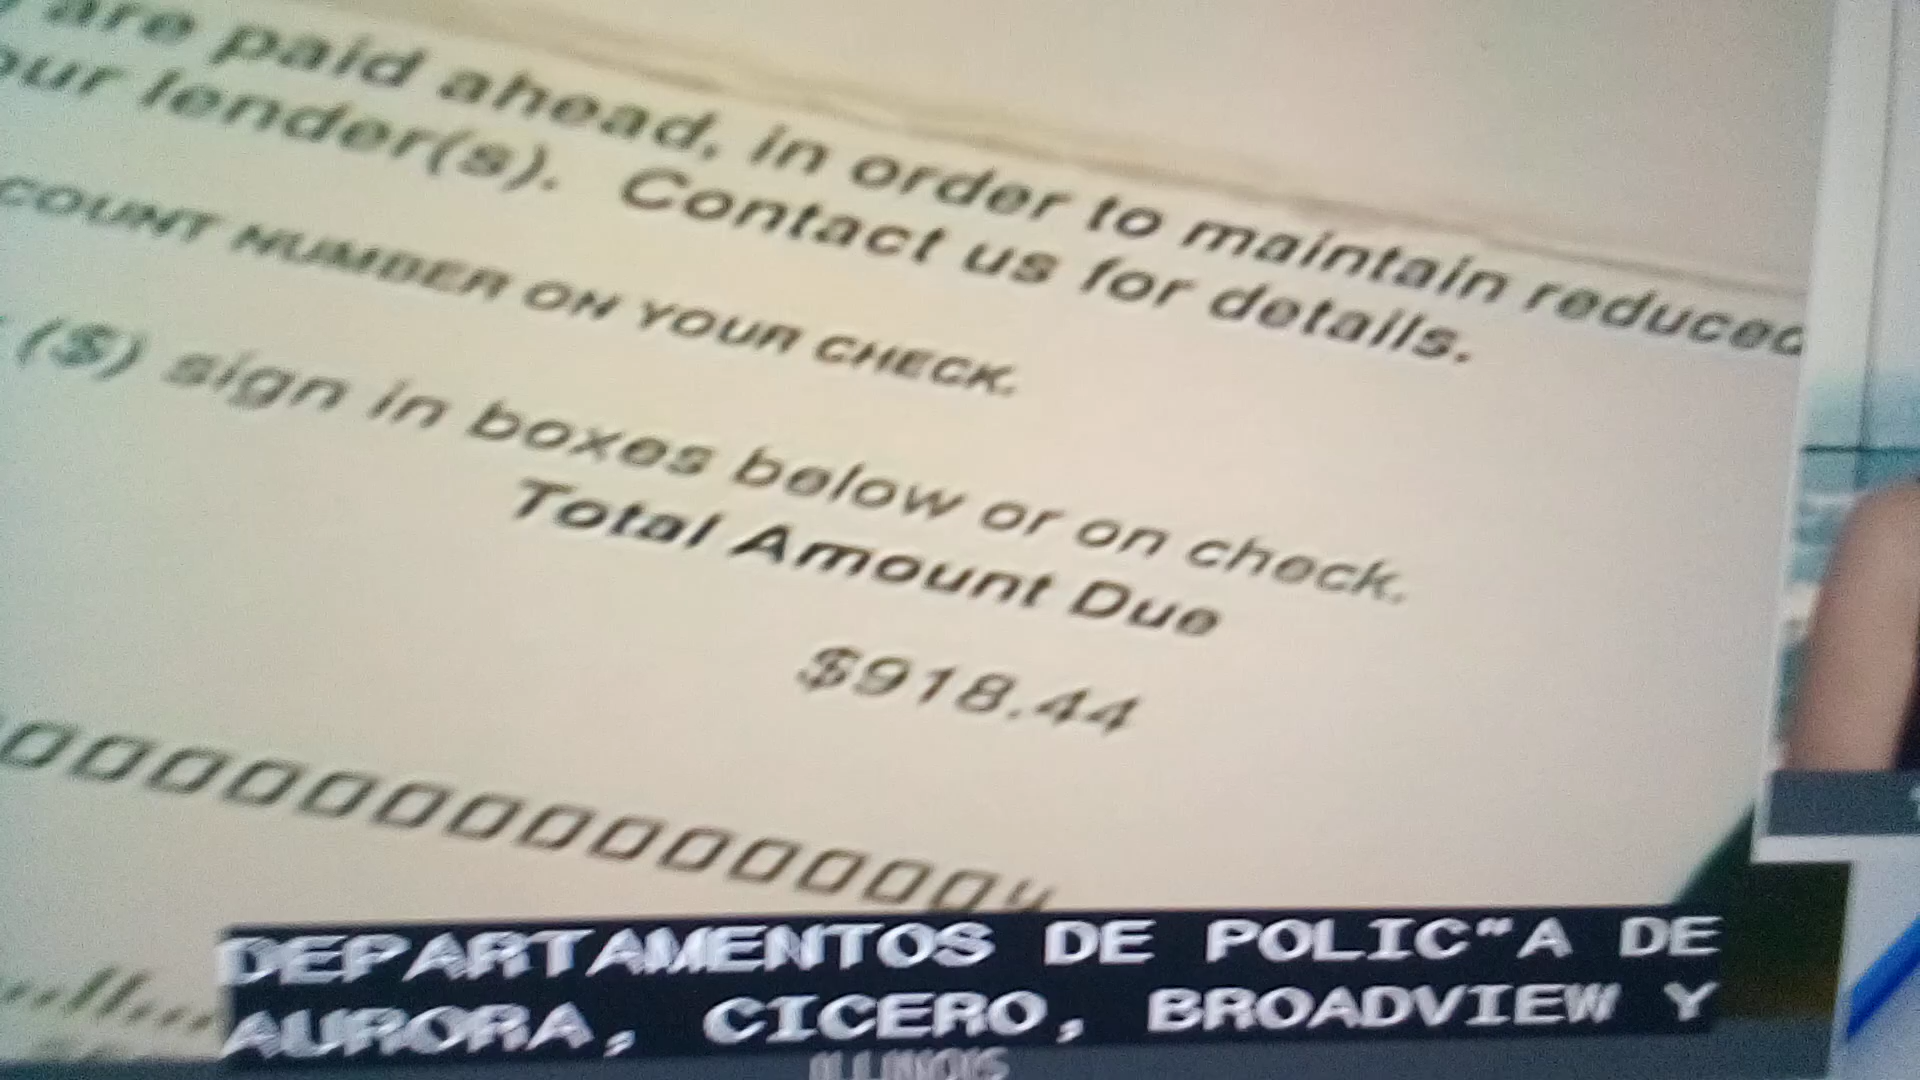 are paid ahead, in order to maintain reduced
our lender(s). Contact us for details.
COUNT NUMBER ON YOUR CHECK.
($) sign in boxes below or on check.
Total Amount Due
$918.44
DEPARTAMENTOS DE POLIC"A DE
AURORA, CICERO, BROADVIEW Y
ILLINOIS